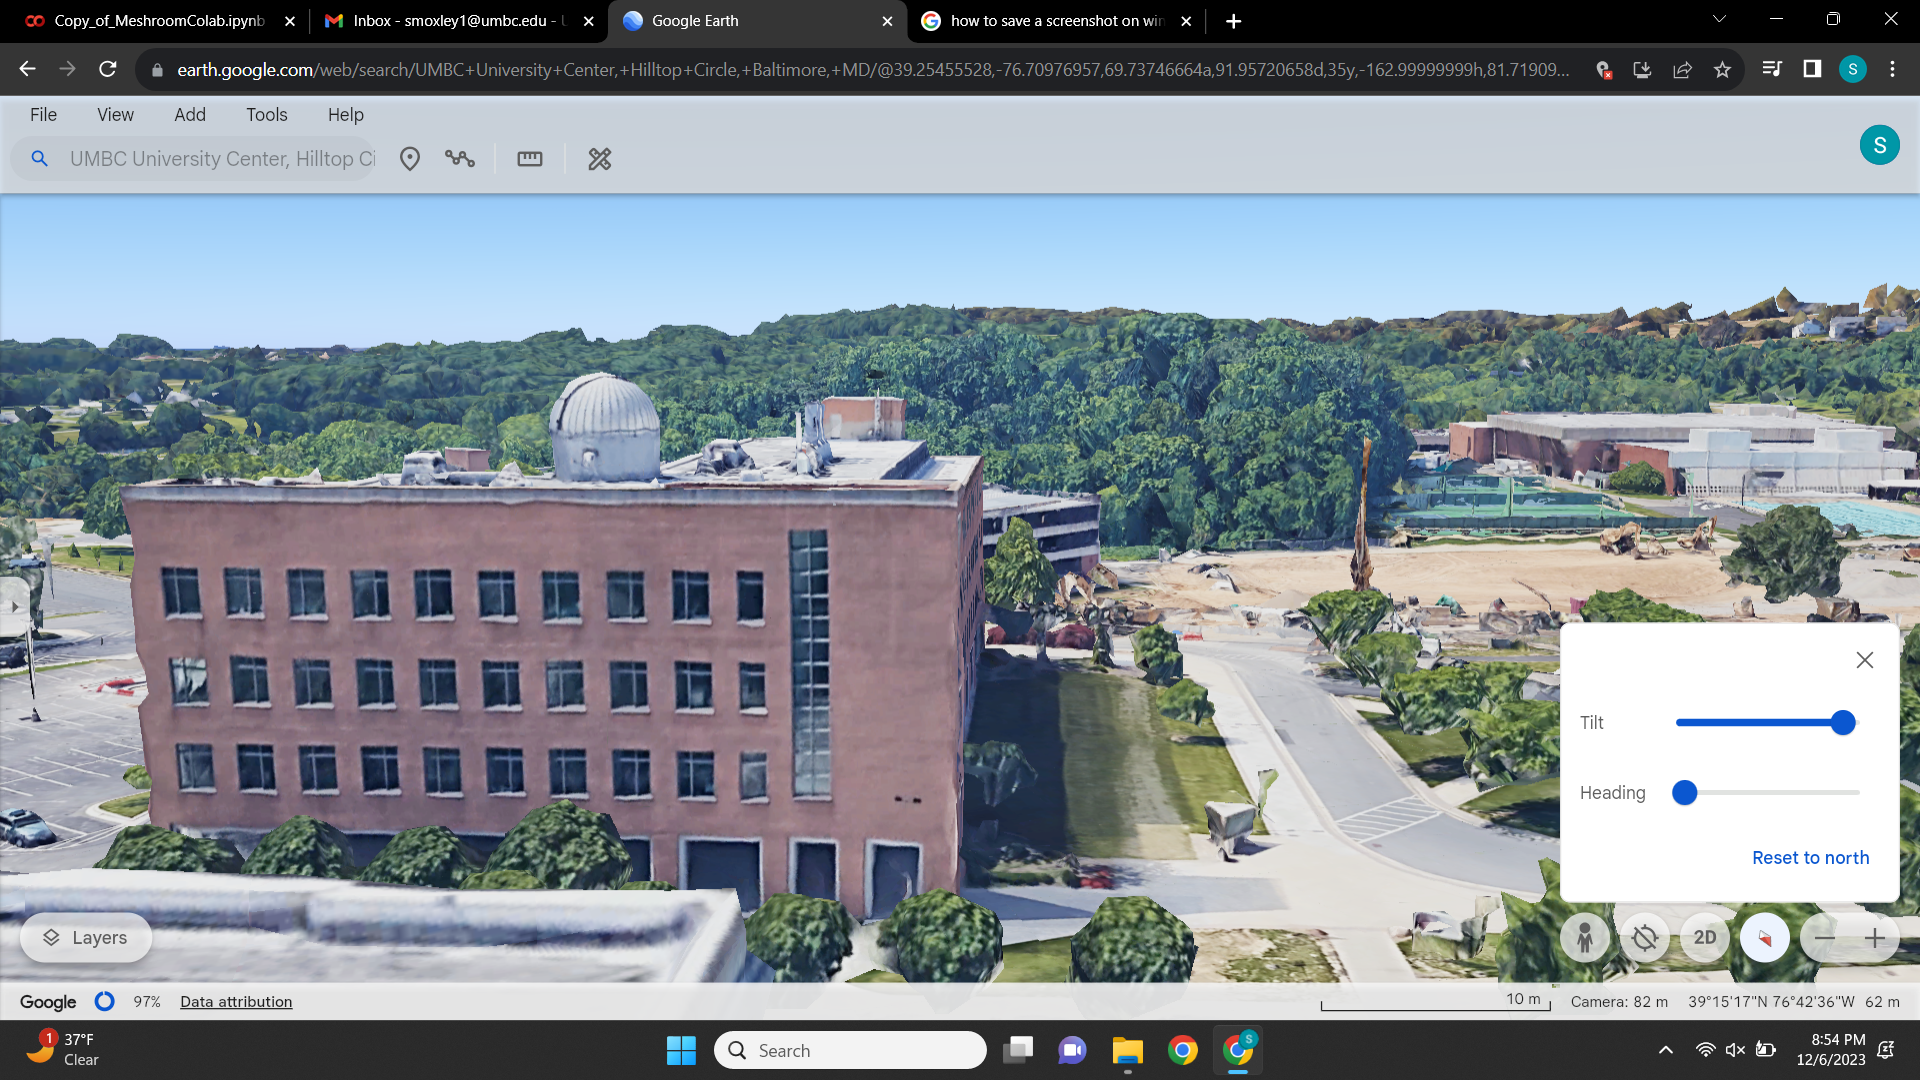 Copy_of_MeshroomColab.ipynb
Inbox - smoxley1@umbc.edu - U
Google Earth
how to save a screenshot on win
earth.google.com/web/search/UMBC+University+Center,+Hilltop+Circle,+Baltimore,+MD/@39.25455528,-76.70976957,69.73746664a,91.95720658d,35y,-162.99999999h,81.71909...
S
File View Add Tools Help
UMBC University Center, Hilltop Ci
S
Tilt
Heading
Reset to north
Layers
2D
Google 97% Data attribution
10 m Camera: 82 m 39°15'17"N 76°42'36"W 62 m
1
37°F
Clear
Search
S
8:54 PM
12/6/2023